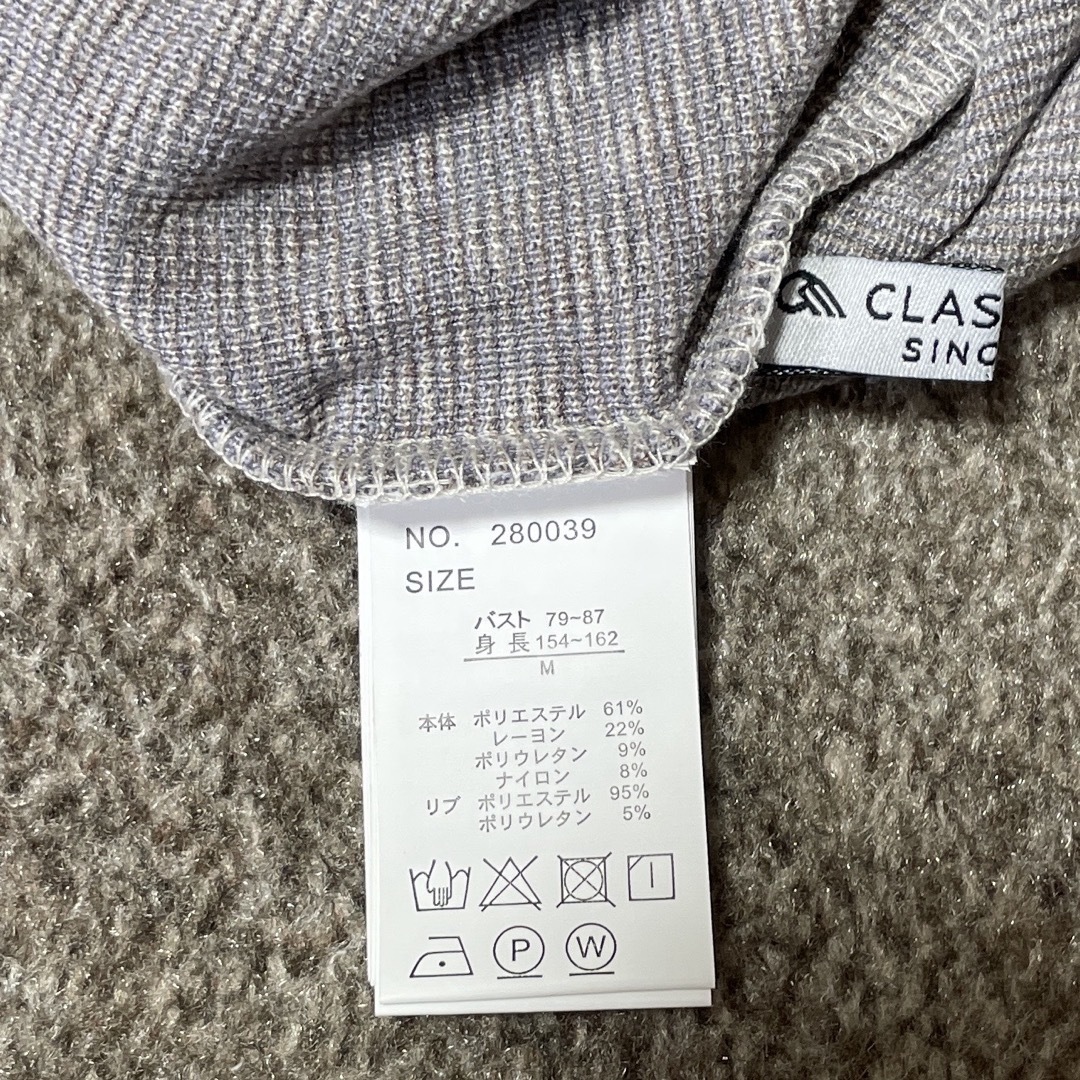 CLAS
SINC
NO. 280039
SIZE
バスト 79~87
身 長 154~162
M
本体 ポリエステル 61%
レーヨン 22%
ポリウレタン 9%
ナイロン 8%
リブ ポリエステル 95%
ポリウレタン 5%
P W